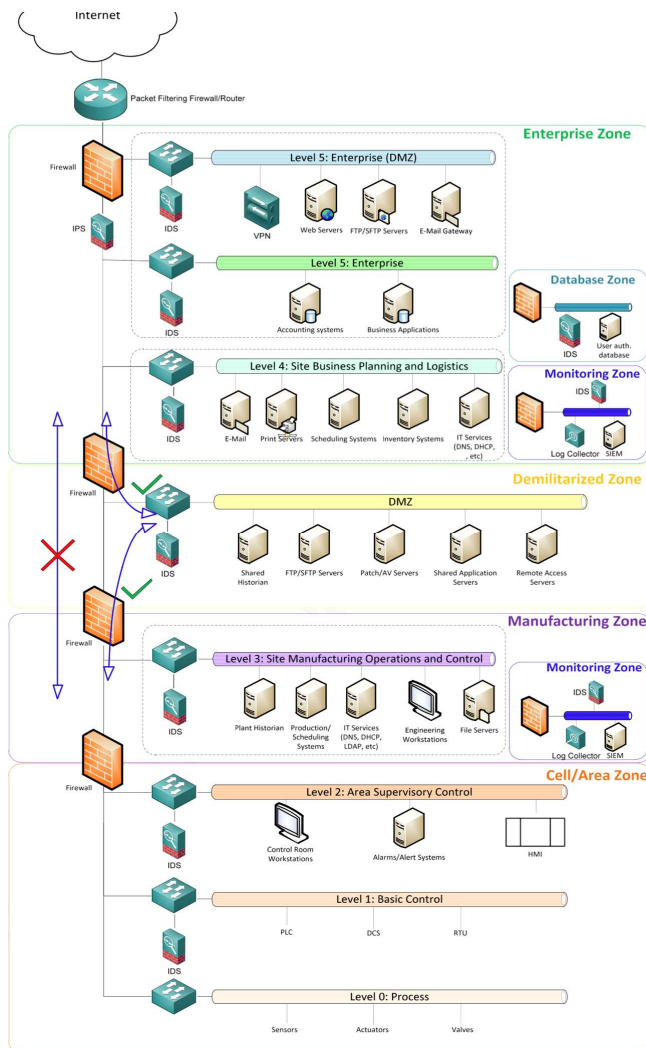 Internet
Packet Filtering Firewall/Router
Enterprise Zone
Firewall
Level 5: Enterprise (DMZ)
IPS
IDS
VPN
Web Servers
FTP/SFTP Servers
E-Mail Gateway
Level 5: Enterprise
IDS
Accounting systems
Business Applications
Database Zone
IDS
User auth.
database
Level 4: Site Business Planning and Logistics
IDS
E-Mail
Print Servers
Scheduling Systems
Inventory Systems
IT Services
(DNS, DHCP,
, etc)
Monitoring Zone
IDS
Log Collector
SIEM
Firewall
Demilitarized Zone
DMZ
IDS
Shared
Historian
FTP/SFTP Servers
Patch/AV Servers
Shared Application
Servers
Remote Access
Servers
Firewall
Manufacturing Zone
Level 3: Site Manufacturing Operations and Control
IDS
Plant Historian
Production/
Scheduling
Systems
IT Services
(DNS, DHCP,
LDAP, etc)
Engineering
Workstations
File Servers
Monitoring Zone
IDS
Log Collector
SIEM
Firewall
Cell/Area Zone
Level 2: Area Supervisory Control
IDS
Control Room
Workstations
Alarms/Alert Systems
HMI
Level 1: Basic Control
IDS
PLC
DCS
RTU
Level 0: Process
Sensors
Actuators
Valves